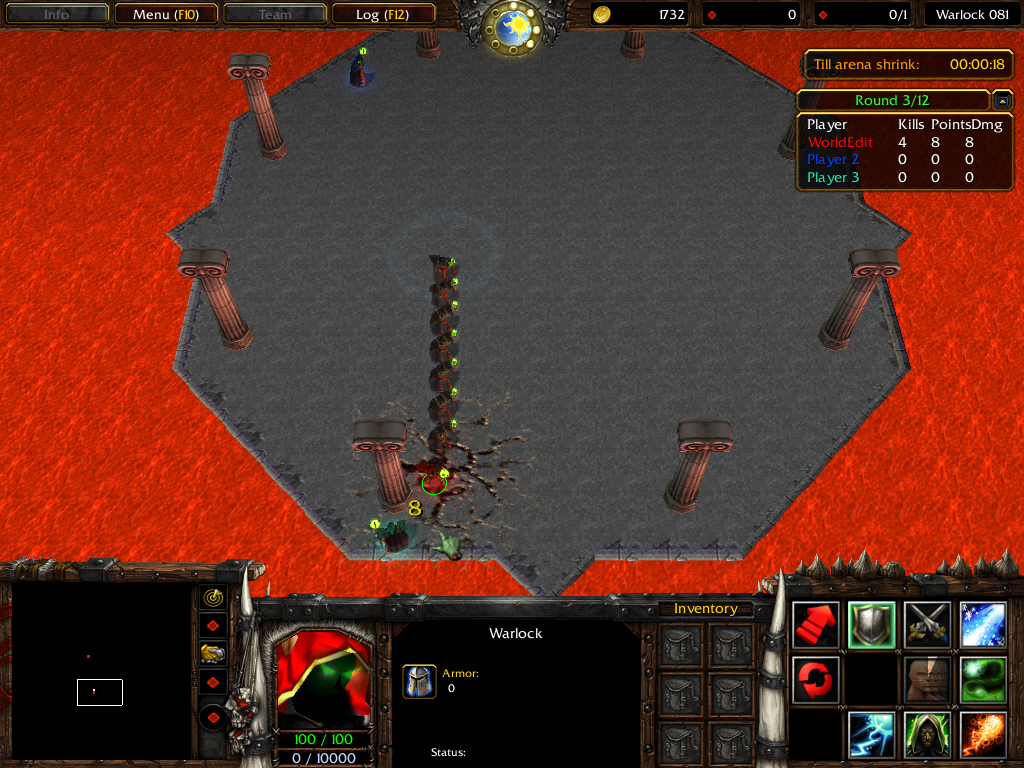 Info Menu (F10) Team Log (F12) 1732 0 0/1 Warlock 081
Till arena shrink: 00:00:18
Round 3/12
Player Kills Points Dmg
WorldEdit 4 8 8
Player 2 0 0 0
Player 3 0 0 0
8
Inventory
Warlock
Armor:
0
100 / 100
0 / 10000
Status: